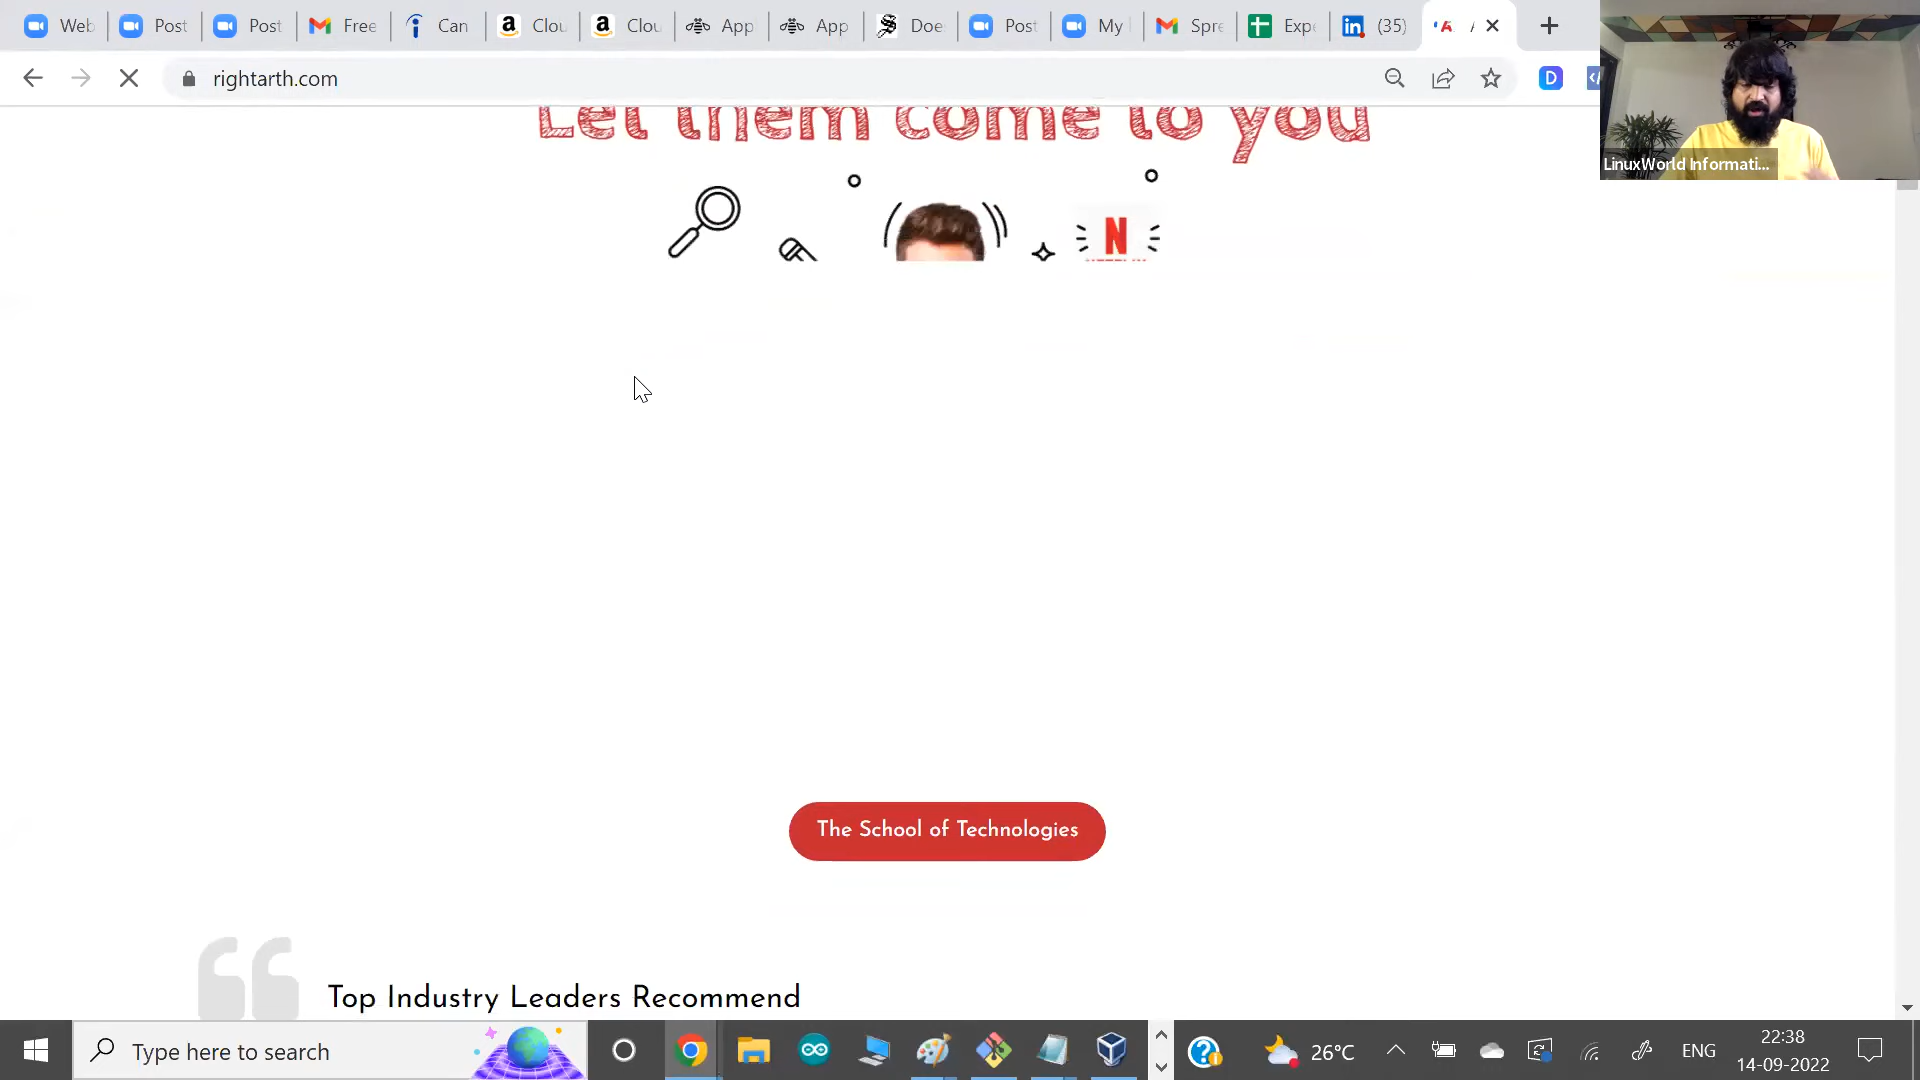 Web
Post
Post
Free
Can
Clou
Clou
App
App
Doe
Post
My
Spre
Expe
(35)
rightarth.com
LinuxWorld Informati...
Let them come to you
N
The School of Technologies
Top Industry Leaders Recommend
Type here to search
26°C
ENG
22:38
14-09-2022